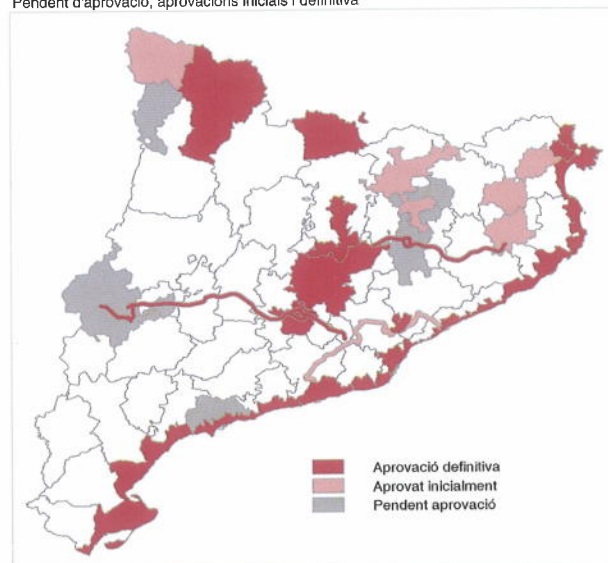 Pendent d'aprovació, aprovacions inicials i definitiva
Aprovació definitiva
Aprovat inicialment
Pendent aprovació